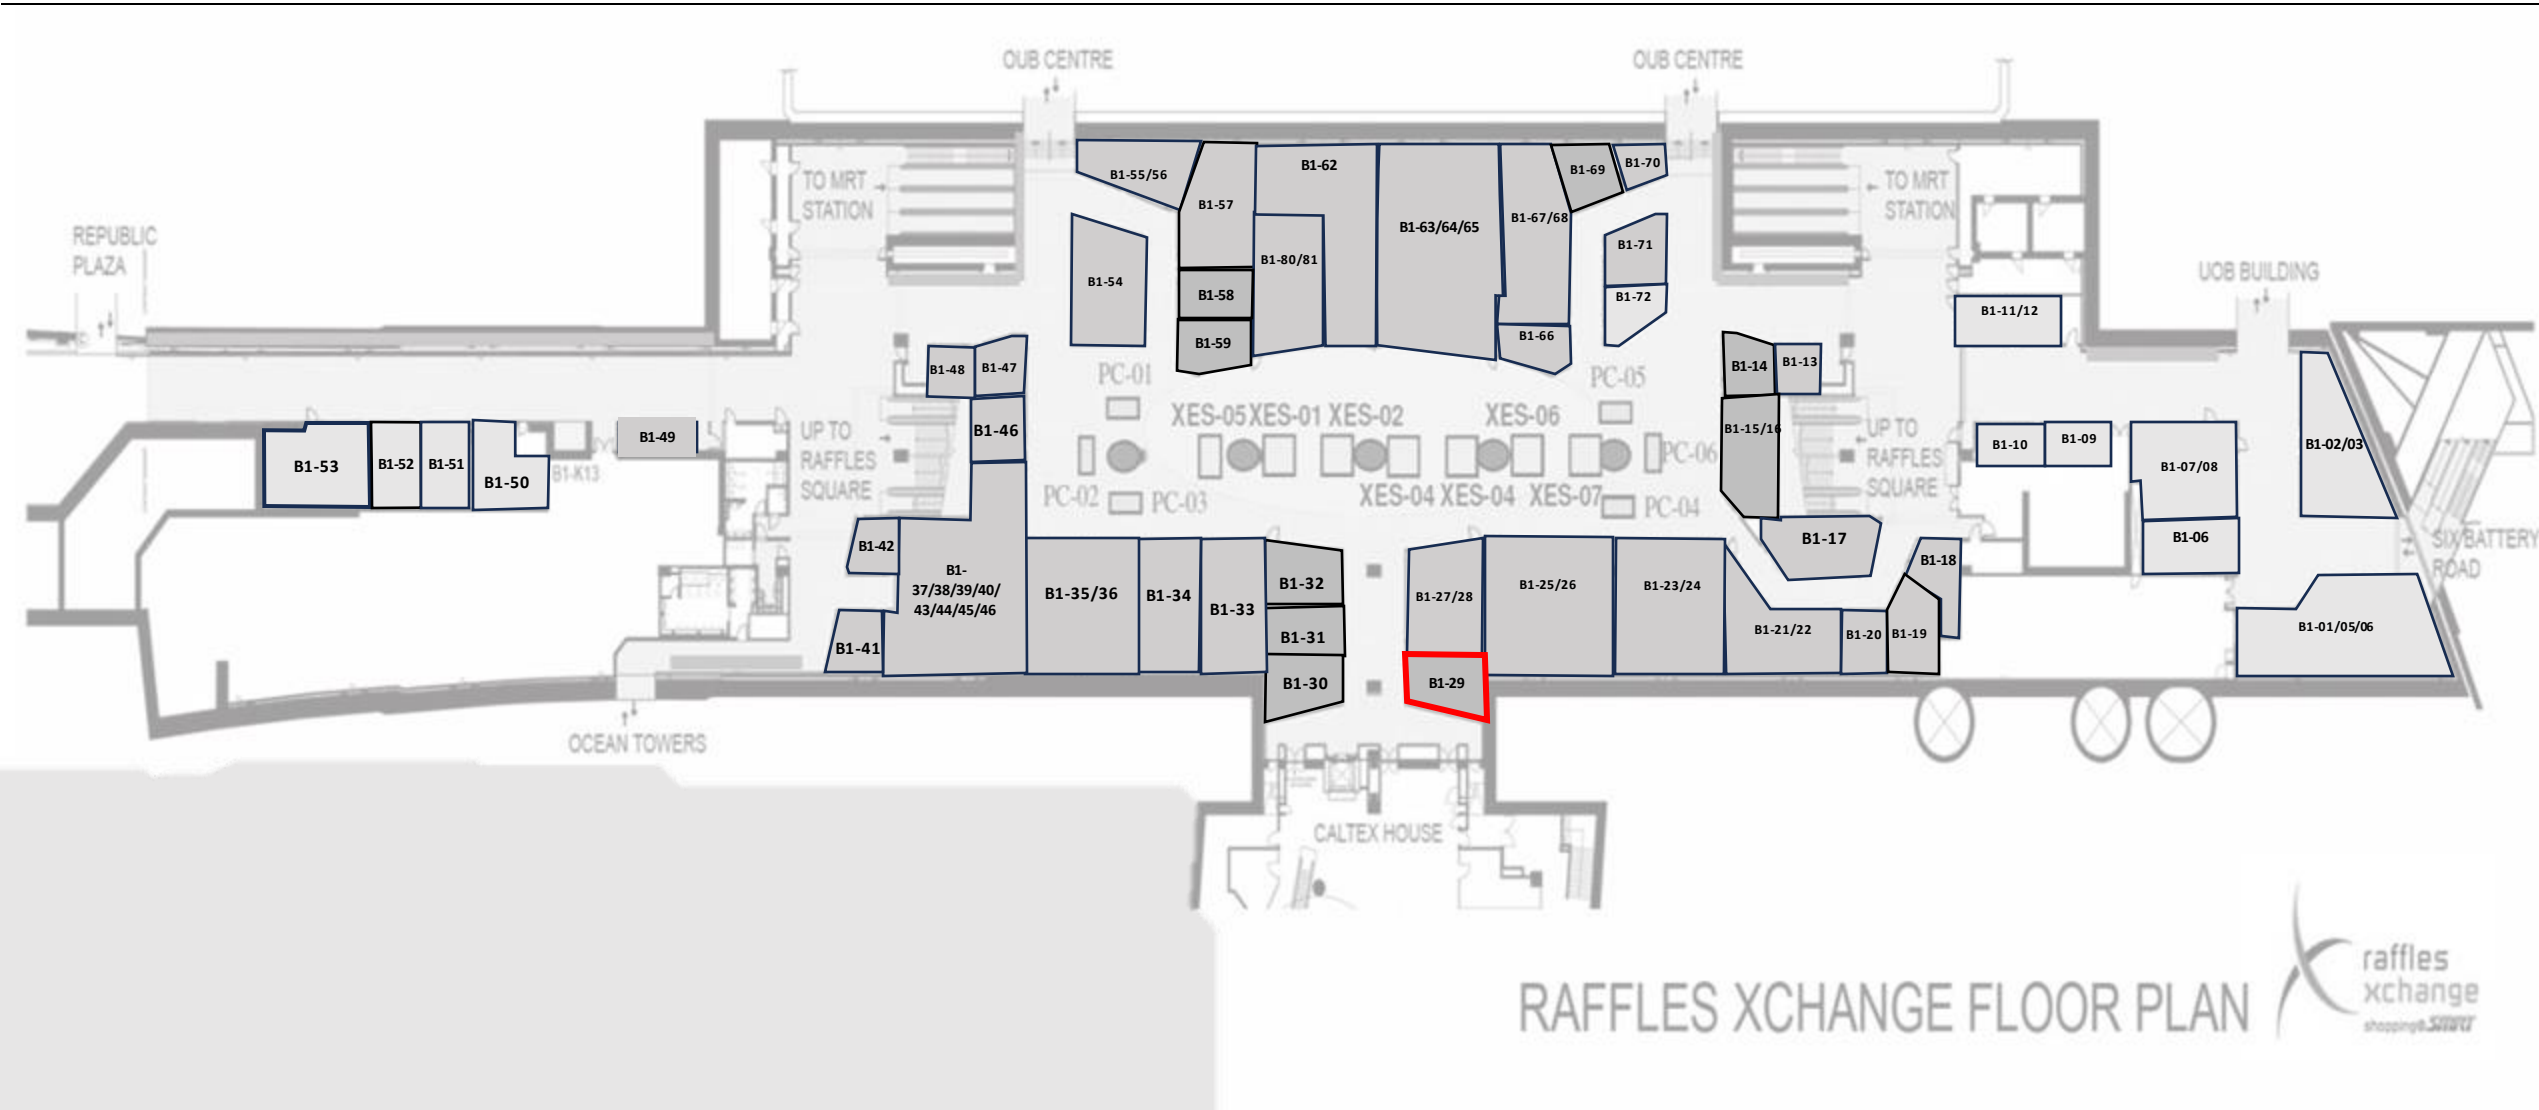 OUB CENTRE
OUB CENTRE
B1-55/56
B1-57
B1-62
B1-63/64/65
B1-67/68
B1-69
B1-70
TO MRT
STATION
TO MRT
STATION
REPUBLIC
PLAZA
B1-54
B1-58
B1-59
B1-80/81
B1-66
B1-71
B1-72
UOB BUILDING
B1-11/12
B1-48
B1-47
B1-46
PC-01
PC-05
B1-14
B1-13
B1-15/16
XES-05
XES-01
XES-02
XES-06
B1-53
B1-52
B1-51
B1-50
B1-K13
B1-49
UP TO
RAFFLES
SQUARE
PC-06
UP TO
RAFFLES
SQUARE
B1-10
B1-09
B1-07/08
B1-02/03
PC-02
PC-03
XES-04
XES-04
XES-07
PC-04
B1-42
B1-
37/38/39/40/
43/44/45/46
B1-41
B1-35/36
B1-34
B1-33
B1-32
B1-31
B1-30
B1-27/28
B1-29
B1-25/26
B1-23/24
B1-21/22
B1-20
B1-19
B1-18
B1-17
B1-06
SIX BATTERY
ROAD
B1-01/05/06
OCEAN TOWERS
CALTEX HOUSE
RAFFLES XCHANGE FLOOR PLAN
raffles
xchange
shopping@SMRT